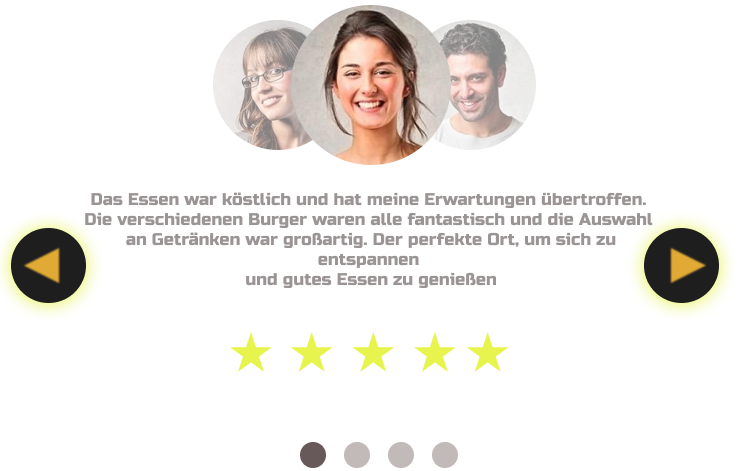 Das Essen war köstlich und hat meine Erwartungen übertroffen.
Die verschiedenen Burger waren alle fantastisch und die Auswahl
an Getränken war großartig. Der perfekte Ort, um sich zu
entspannen
und gutes Essen zu genießen